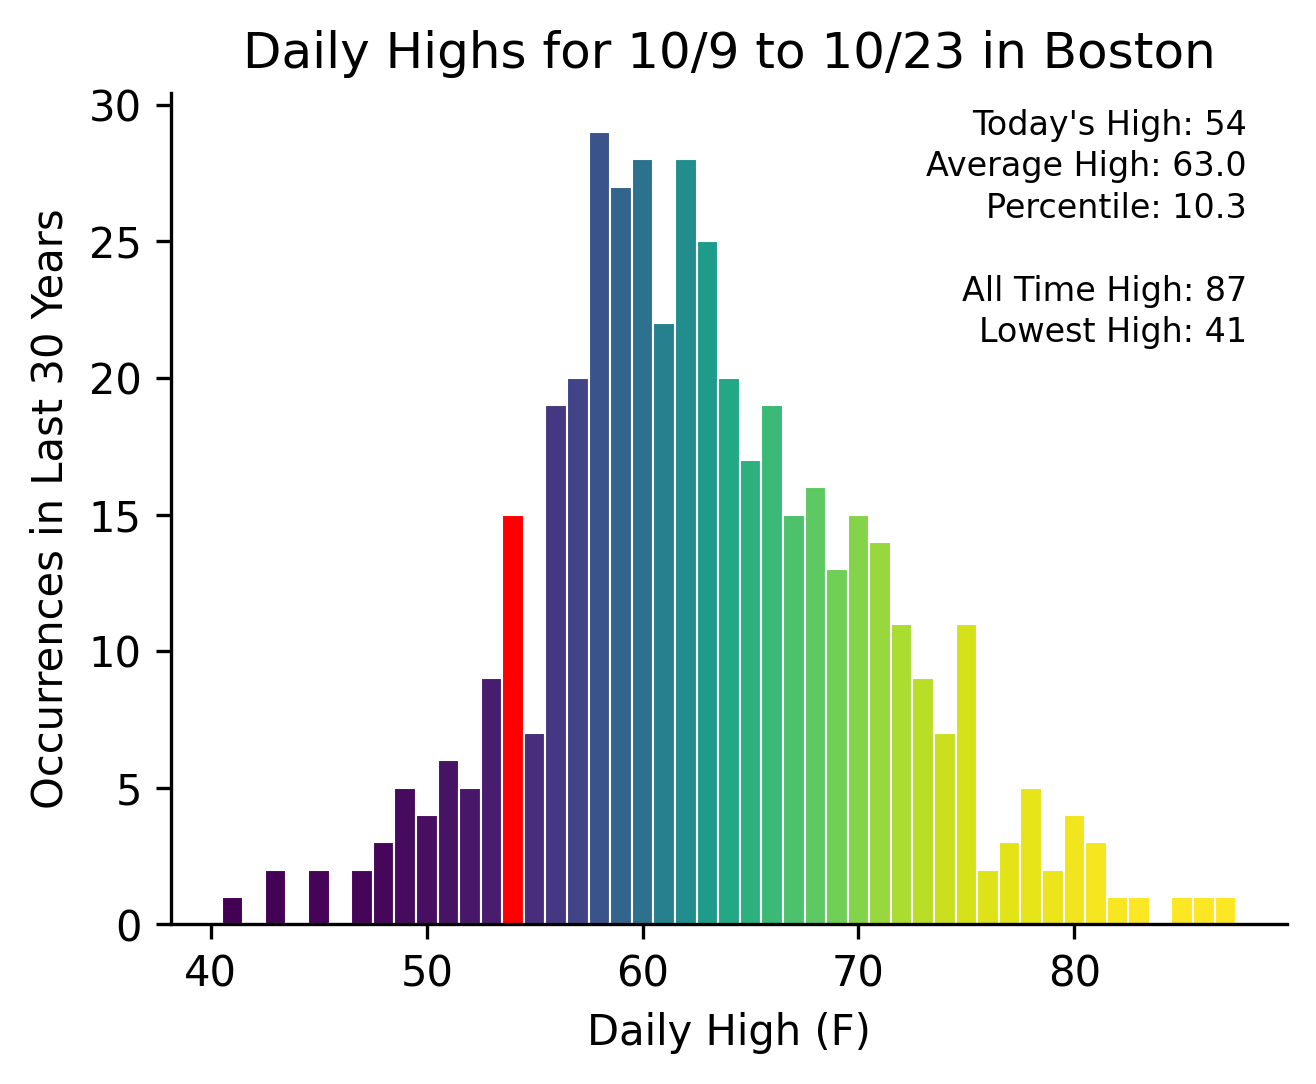 Daily Highs for 10/9 to 10/23 in Boston
Today's High: 54
Average High: 63.0
Percentile: 10.3
All Time High: 87
Lowest High: 41
Occurrences in Last 30 Years
30
25
20
15
10
5
0
40 50 60 70 80
Daily High (F)